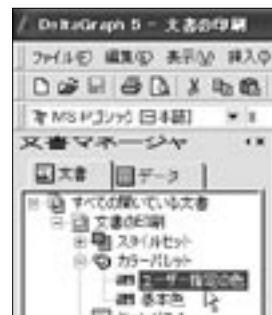 DeltaGraph 5 - 文書の印刷
ファイル(F) 編集(E) 表示(V) 挿入(
MS Pゴシック [日本語]
文書マネージャ
文書 データ
すべての開いている文書
文書の印刷
スタイルセット
カラーパレット
ユーザー指定の色
基本色